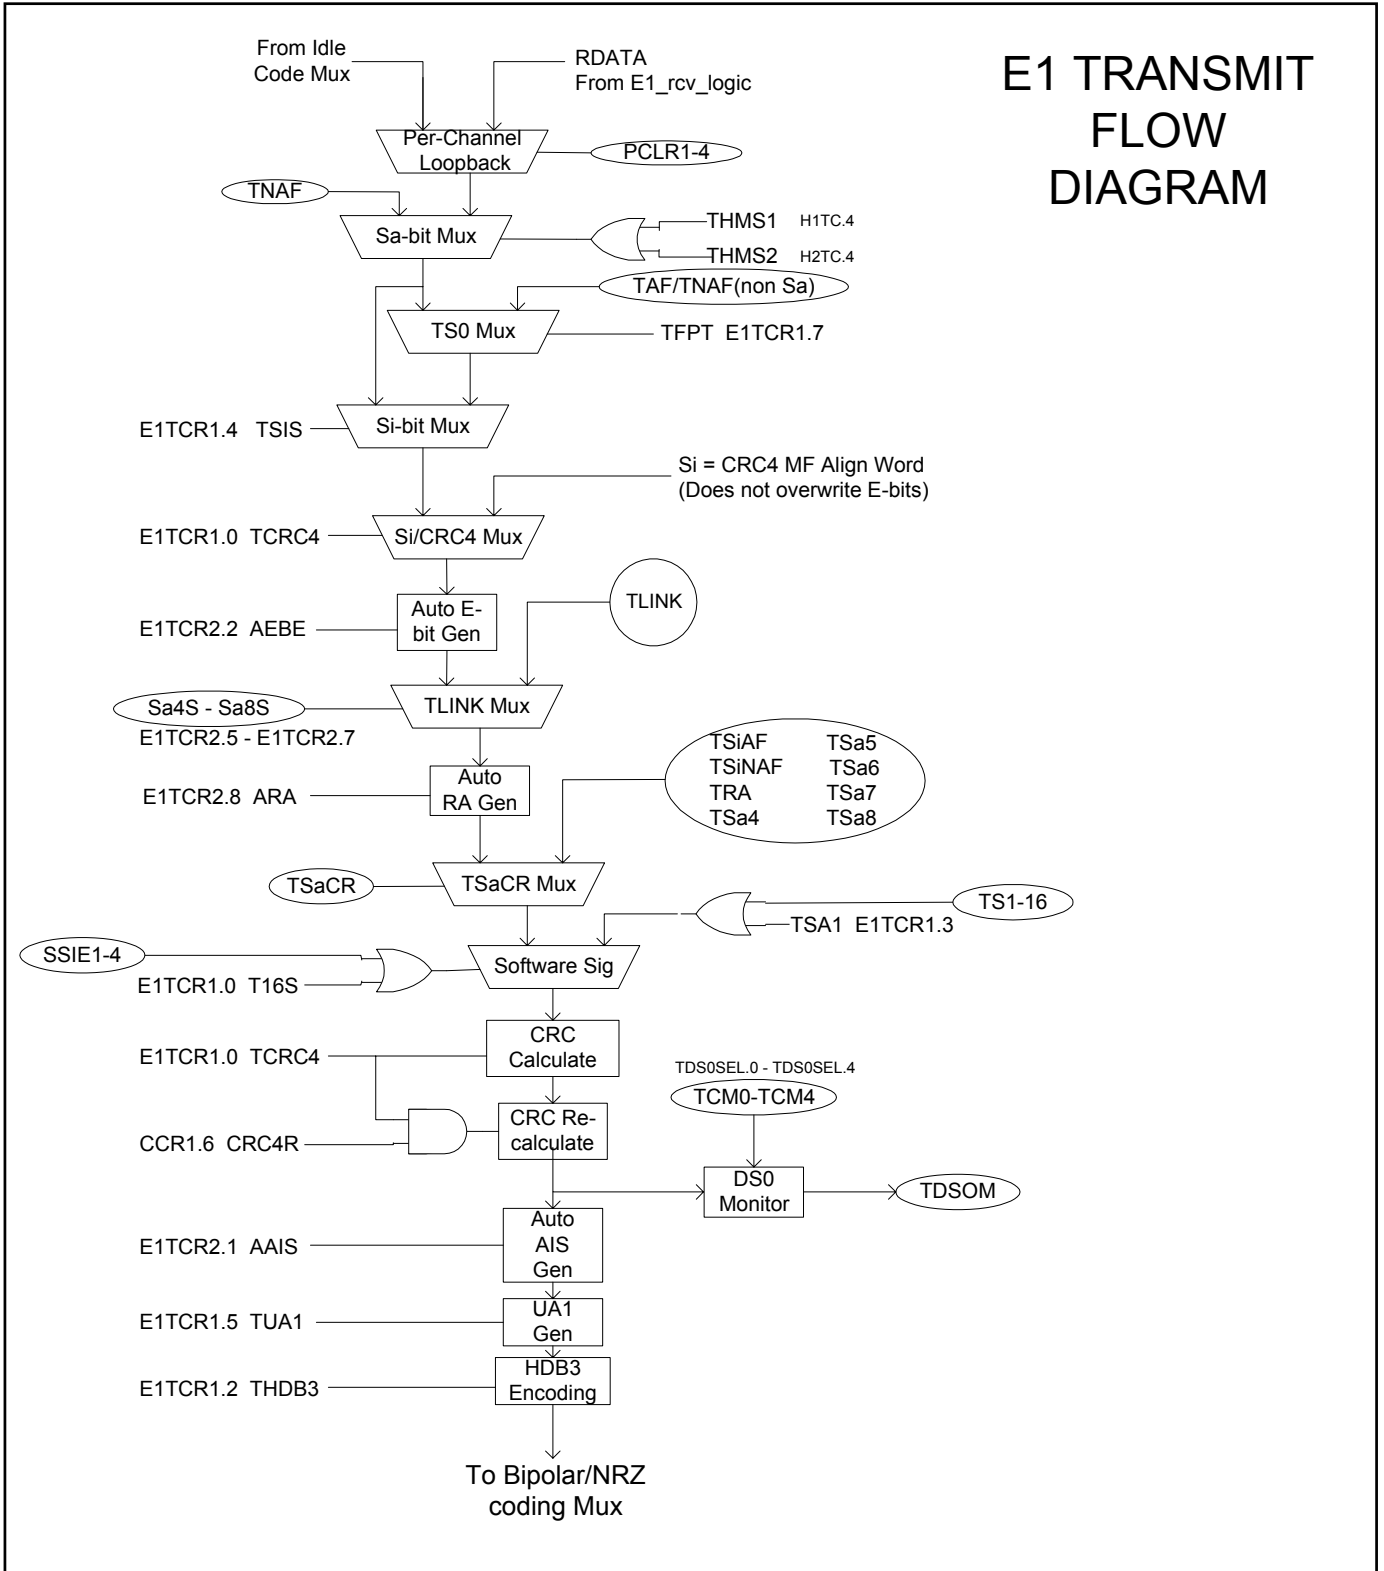 E1 TRANSMIT
FLOW
DIAGRAM
From Idle
Code Mux
RDATA
From E1_rcv_logic
Per-Channel
Loopback
PCLR1-4
TNAF
Sa-bit Mux
THMS1 H1TC.4
THMS2 H2TC.4
TAF/TNAF(non Sa)
TS0 Mux
TFPT E1TCR1.7
E1TCR1.4 TSIS
Si-bit Mux
Si = CRC4 MF Align Word
(Does not overwrite E-bits)
E1TCR1.0 TCRC4
Si/CRC4 Mux
TLINK
E1TCR2.2 AEBE
Auto E-
bit Gen
Sa4S - Sa8S
TLINK Mux
E1TCR2.5 - E1TCR2.7
TSiAF TSa5
TSiNAF TSa6
TRA TSa7
TSa4 TSa8
E1TCR2.8 ARA
Auto
RA Gen
TSaCR
TSaCR Mux
TS1-16
TSA1 E1TCR1.3
SSIE1-4
Software Sig
E1TCR1.0 T16S
E1TCR1.0 TCRC4
CRC
Calculate
TDS0SEL.0 - TDS0SEL.4
TCM0-TCM4
CCR1.6 CRC4R
CRC Re-
calculate
DS0
Monitor
TDSOM
E1TCR2.1 AAIS
Auto
AIS
Gen
E1TCR1.5 TUA1
UA1
Gen
E1TCR1.2 THDB3
HDB3
Encoding
To Bipolar/NRZ
coding Mux